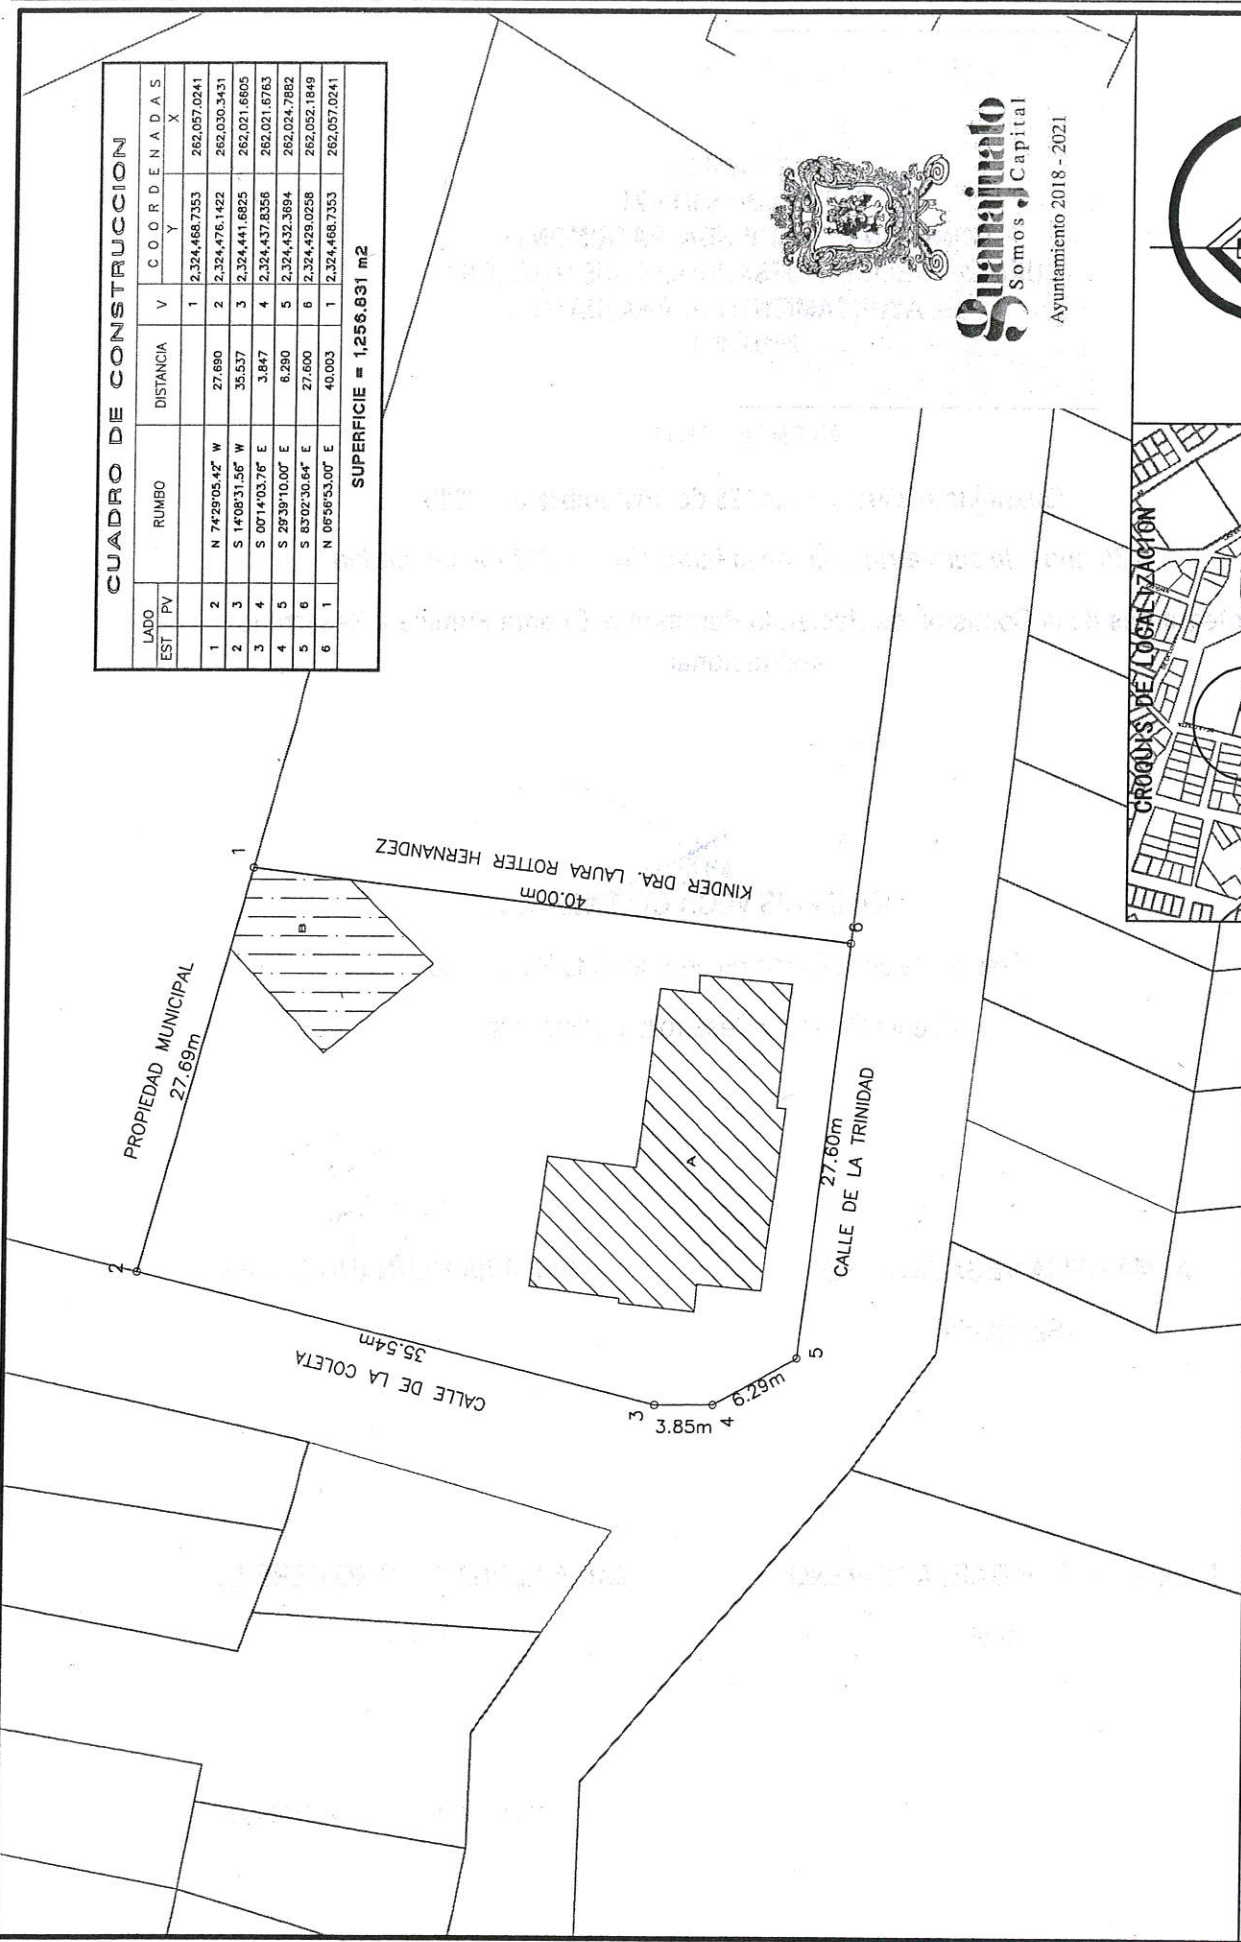 CUADRO DE CONSTRUCCION
LADO RUMBO DISTANCIA V COORDENADAS
EST PV Y X
1 2,324,468.7353 262,057.0241
1 2 N 74°29'05.42" W 27.690 2 2,324,476.1422 262,030.3431
2 3 S 14°08'31.56" W 35.537 3 2,324,441.6825 262,021.6605
3 4 S 00°14'03.76" E 3.847 4 2,324,437.8356 262,021.6763
4 5 S 29°39'10.00" E 6.290 5 2,324,432.3694 262,024.7882
5 6 S 83°02'30.64" E 27.600 6 2,324,429.0258 262,052.1849
6 1 N 06°56'53.00" E 40.003 1 2,324,468.7353 262,057.0241
SUPERFICIE = 1,256.831 m2
PROPIEDAD MUNICIPAL
27.69m
1
2
B
KINDER DRA. LAURA ROTTER HERNANDEZ
40.00m
CALLE DE LA COLETA
35.54m
A
3
3.85m
4
6.29m
5
6
27.60m
CALLE DE LA TRINIDAD
Guanajuato
Somos Capital
Ayuntamiento 2018 - 2021
CROQUIS DE LOCALIZACION